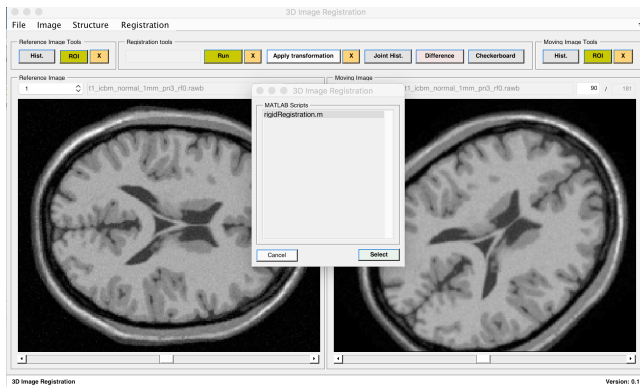 3D Image Registration
File Image Structure Registration
Reference Image Tools Registration tools Moving Image Tools
Hist. ROI X Run X Apply transformation X Joint Hist. Difference Checkerboard Hist. ROI X
Reference Image Moving Image
1 t1_icbm_normal_1mm_pn3_rf0.rawb t1_icbm_normal_1mm_pn3_rf0.rawb 90 / 181
3D Image Registration
MATLAB Scripts
rigidRegistration.m
Cancel Select
3D Image Registration Version: 0.1